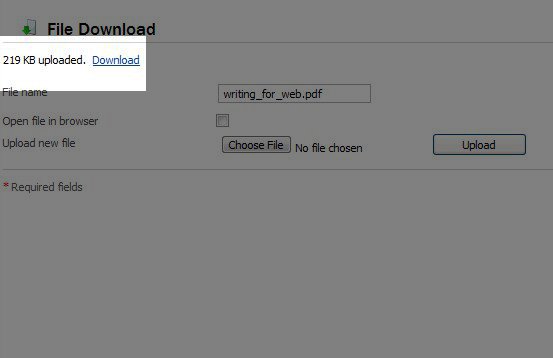 File Download
219 KB uploaded. Download
File name writing_for_web.pdf
Open file in browser
Upload new file Choose File No file chosen Upload
* Required fields